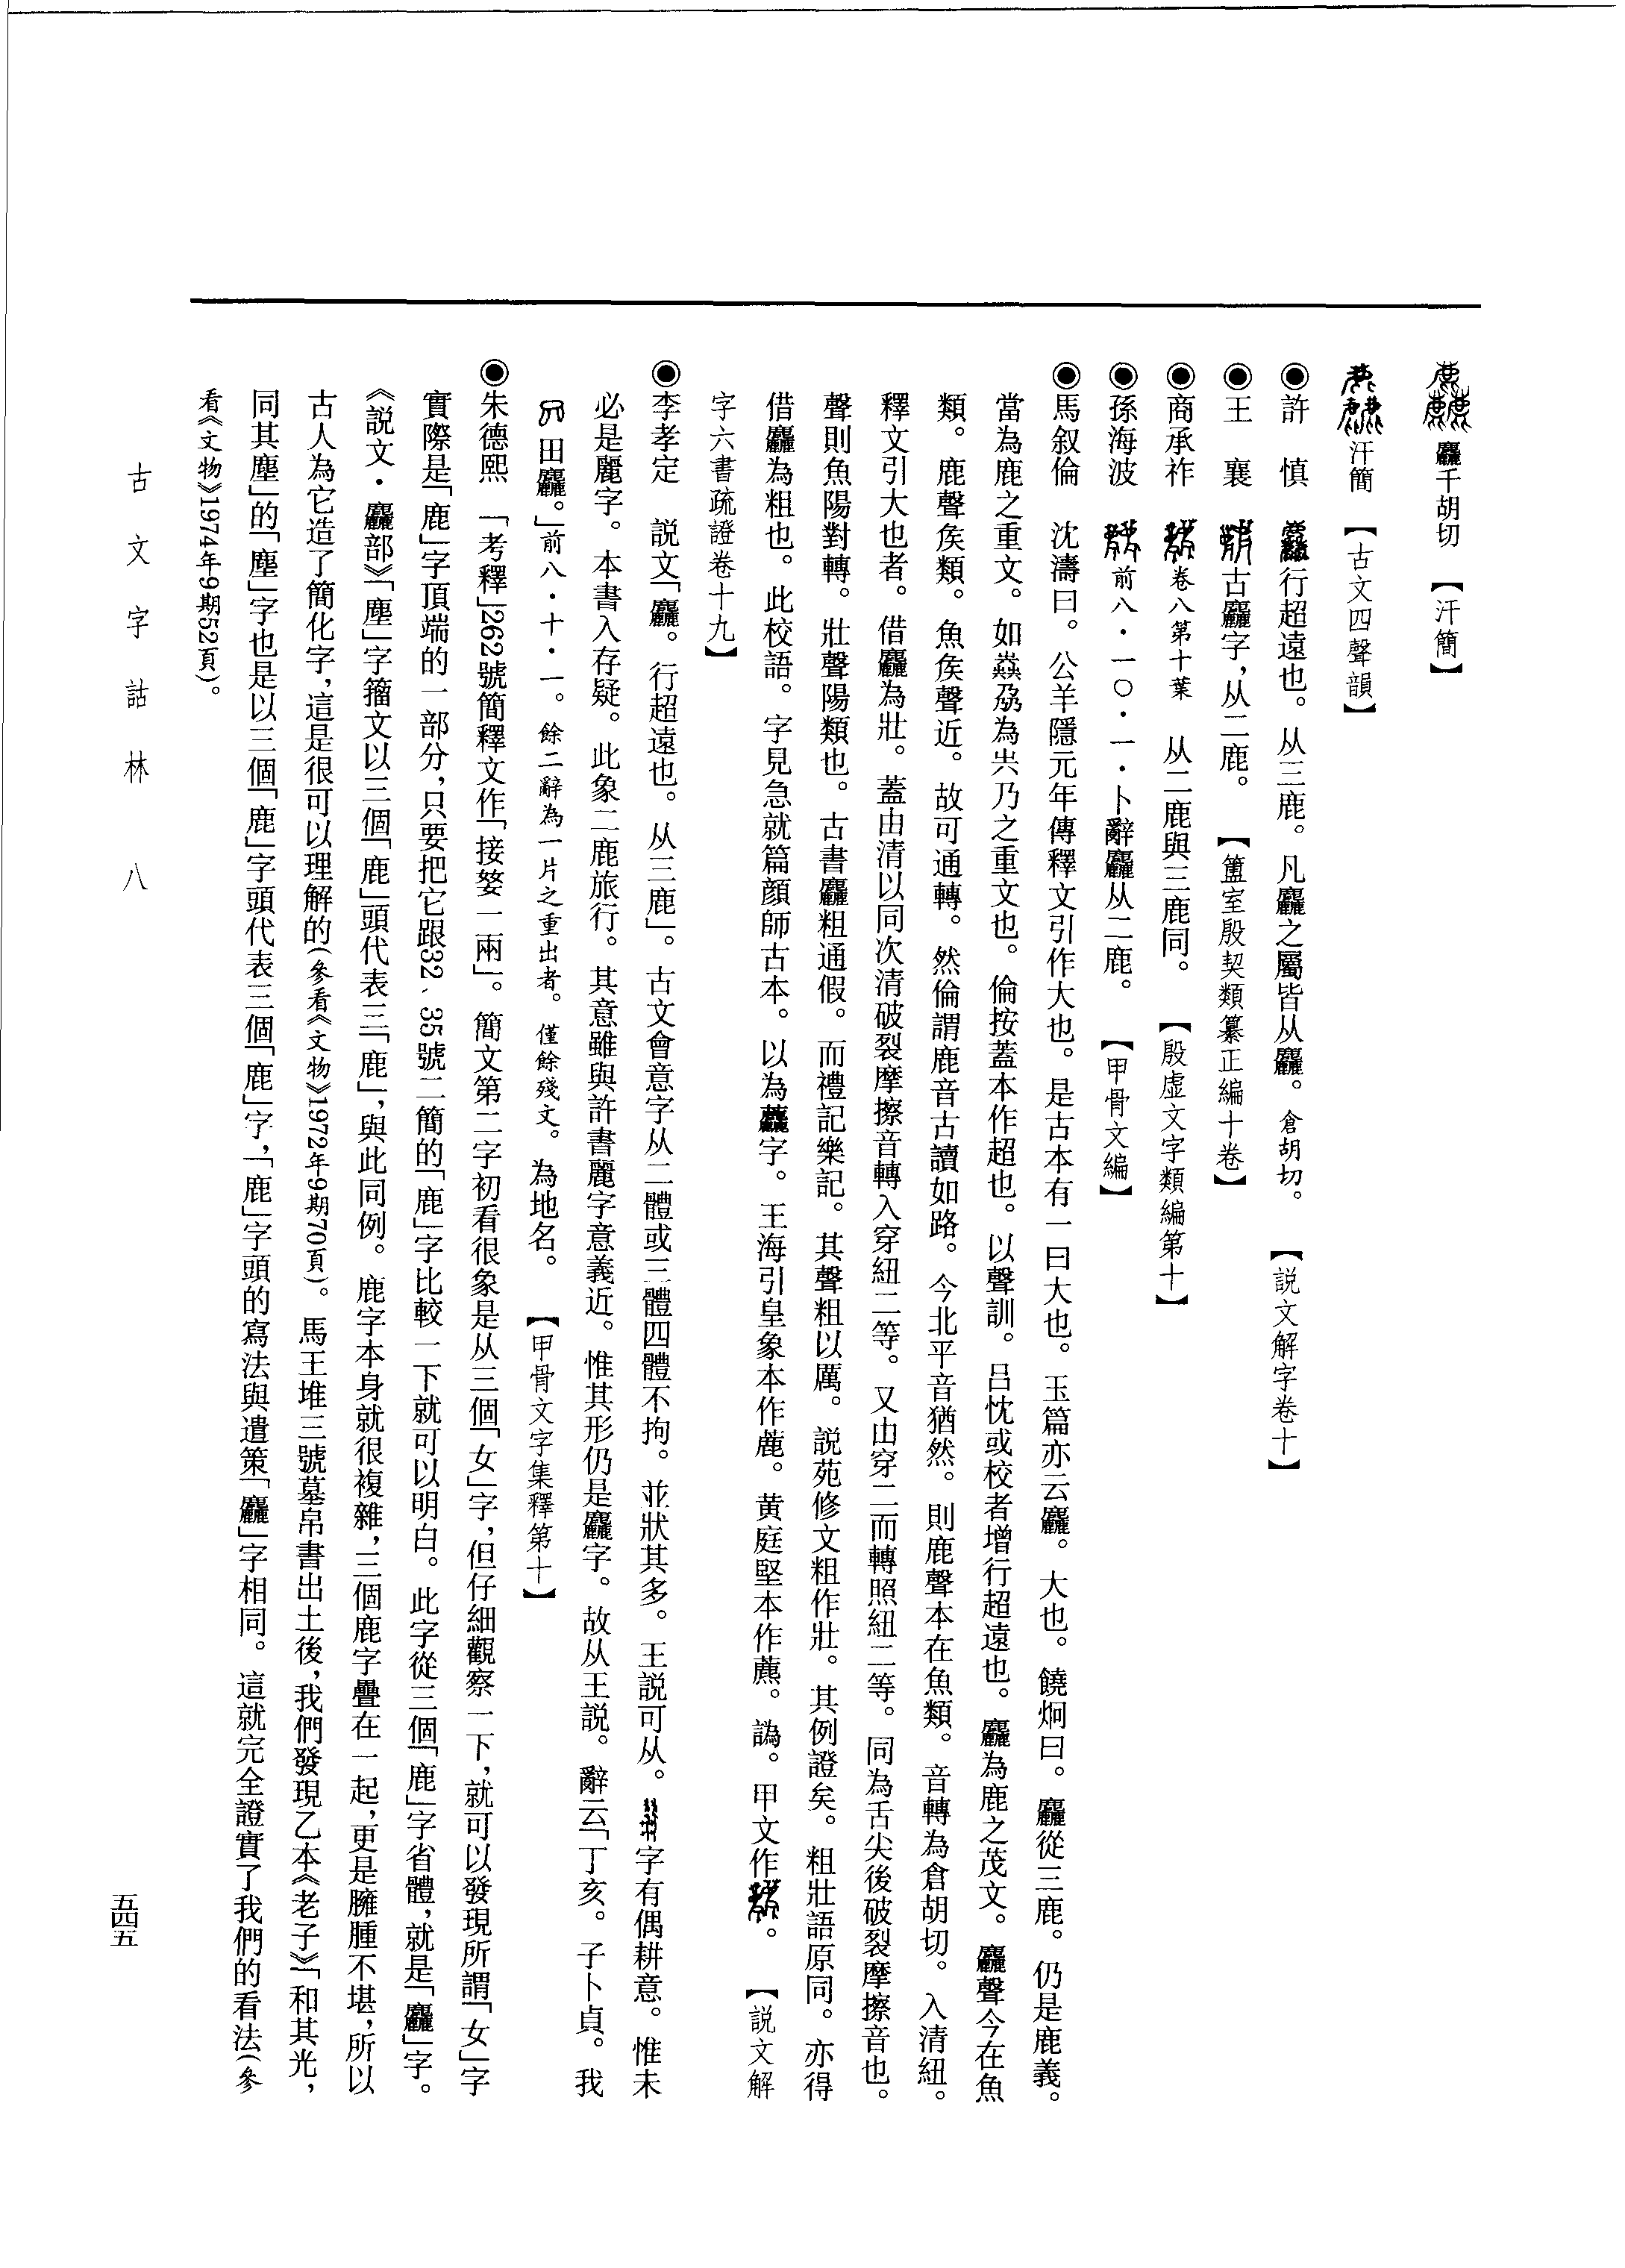 麤千胡切　【汗簡】
汗簡　【古文四聲韻】
◉許　慎　行超遠也。从三鹿。凡麤之屬皆从麤。倉胡切。　【説文解字卷十】
◉王　襄　古麤字，从二鹿。　【簠室殷契類纂正編十卷】
◉商承祚　卷八第十葉　从二鹿與三鹿同。　【殷虛文字類編第十】
◉孫海波　前八・一〇・一・卜辭麤从二鹿。　【甲骨文編】
◉馬叙倫　沈濤曰。公羊隱元年傳釋文引作大也。是古本有一曰大也。玉篇亦云麤。大也。饒炯曰。麤從三鹿。仍是鹿義。
當為鹿之重文。如灥刕為乃之重文也。倫按蓋本作超也。以聲訓。吕忱或校者增行超遠也。麤為鹿之茂文。麤聲今在魚
類。鹿聲矦類。魚矦聲近。故可通轉。然倫謂鹿音古讀如路。今北平音猶然。則鹿聲本在魚類。音轉為倉胡切。入清紐。
釋文引大也者。借麤為壯。蓋由清以同次清破裂摩擦音轉入穿紐二等。又由穿二而轉照紐二等。同為舌尖後破裂摩擦音也。
聲則魚陽對轉。壯聲陽類也。古書麤粗通假。而禮記樂記。其聲粗以厲。説苑修文粗作壯。其例證矣。粗壯語原同。亦得
借麤為粗也。此校語。字見急就篇顔師古本。以為字。王海引皇象本作麄。黄庭堅本作。譌。甲文作。　【説文解
字六書疏證卷十九】
◉李孝定　説文「麤。行超遠也。从三鹿」。古文會意字从二體或三體四體不拘。並狀其多。王説可从。字有偶耕意。惟未
必是麗字。本書入存疑。此象二鹿旅行。其意雖與許書麗字意義近。惟其形仍是麤字。故从王説。辭云「丁亥。子卜貞。我
田麤。」前八・十・一。餘二辭為一片之重出者。僅餘殘文。為地名。　【甲骨文字集釋第十】
◉朱德熙　「考釋」262號簡釋文作「接婺一兩」。簡文第二字初看很象是从三個「女」字，但仔細觀察一下，就可以發現所謂「女」字
實際是「鹿」字頂端的一部分，只要把它跟32、35號二簡的「鹿」字比較一下就可以明白。此字從三個「鹿」字省體，就是「麤」字。
《説文・麤部》「塵」字籀文以三個「鹿」頭代表三「鹿」，與此同例。鹿字本身就很複雜，三個鹿字疊在一起，更是臃腫不堪，所以
古人為它造了簡化字，這是很可以理解的（參看《文物》1972年9期70頁）。馬王堆三號墓帛書出土後，我們發現乙本《老子》「和其光，
同其塵」的「塵」字也是以三個「鹿」字頭代表三個「鹿」字，「鹿」字頭的寫法與遣策「麤」字相同。這就完全證實了我們的看法（參
看《文物》1974年9期52頁）。
古文字詁林　八
五四五